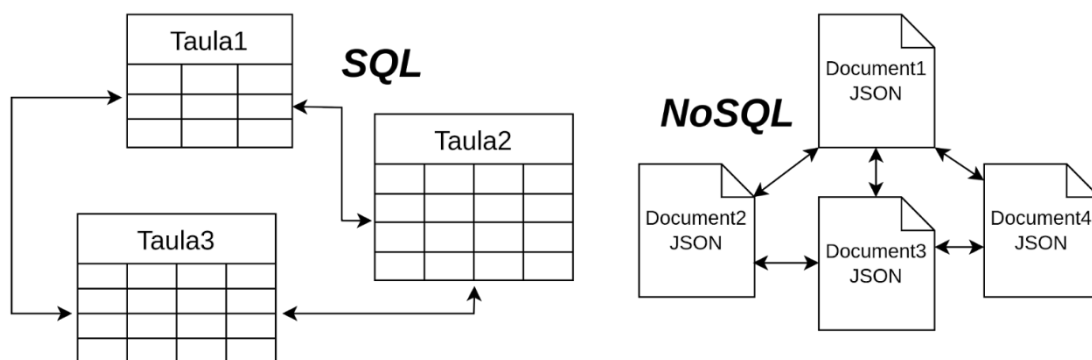 Taula1
SQL
Taula2
Taula3
NoSQL
Document1
JSON
Document2
JSON
Document3
JSON
Document4
JSON